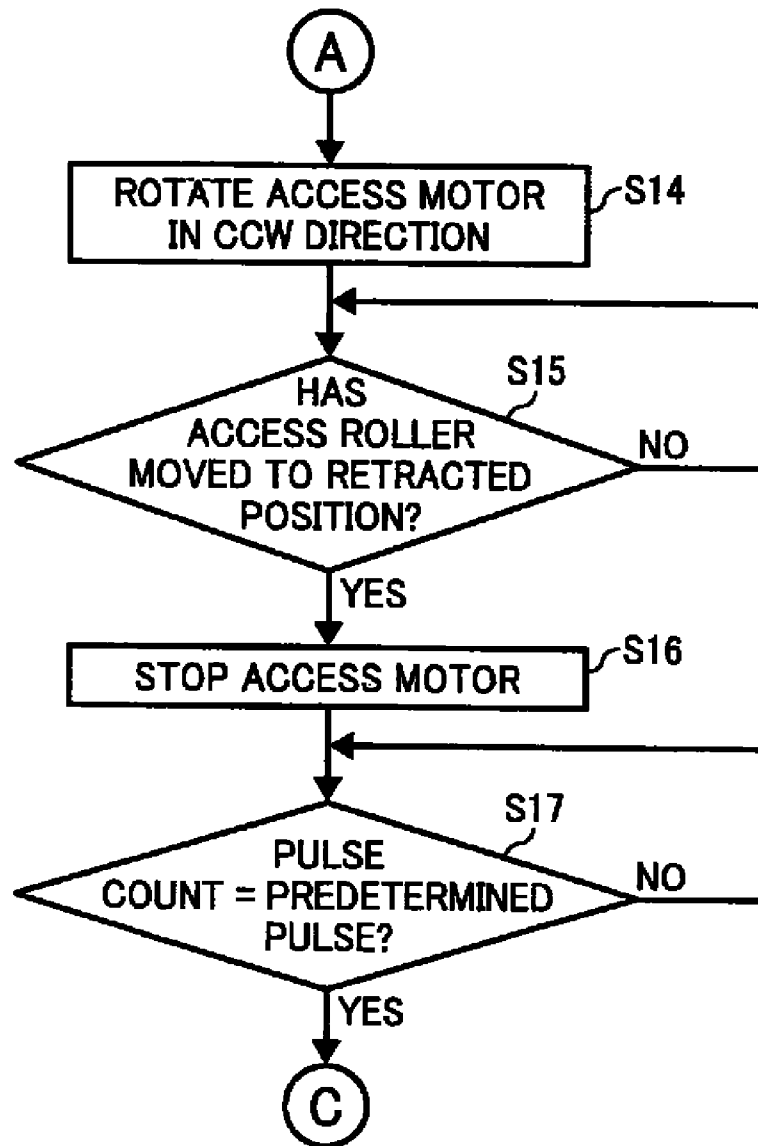 A
ROTATE ACCESS MOTOR
IN CCW DIRECTION
S14
HAS
ACCESS ROLLER
MOVED TO RETRACTED
POSITION?
S15
NO
YES
STOP ACCESS MOTOR
S16
PULSE
COUNT = PREDETERMINED
PULSE?
S17
NO
YES
C